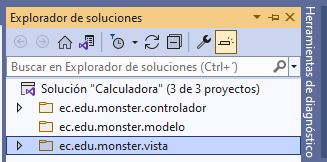 Explorador de soluciones
Buscar en Explorador de soluciones (Ctrl+´)
Solución "Calculadora" (3 de 3 proyectos)
ec.edu.monster.controlador
ec.edu.monster.modelo
ec.edu.monster.vista
Herramientas de diagnóstico